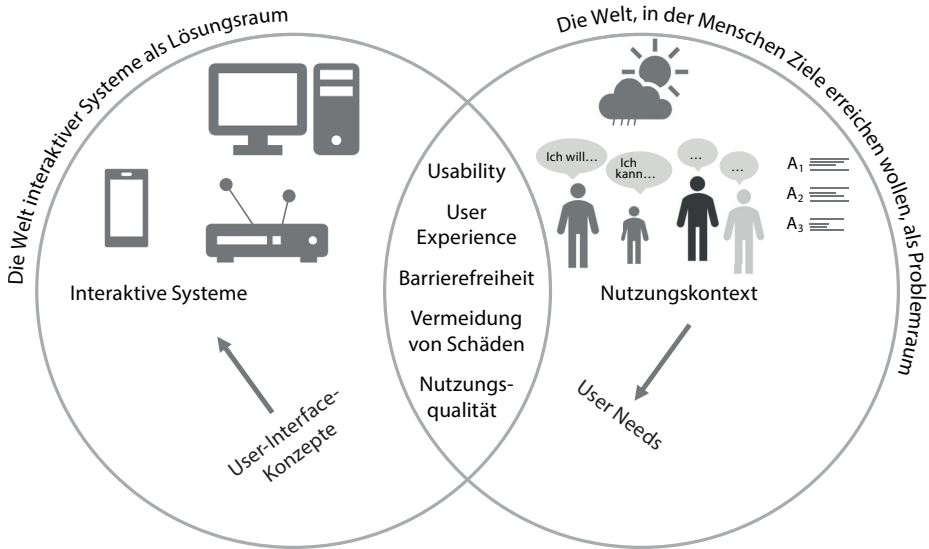 Die Welt interaktiver Systeme als Lösungsraum
Die Welt, in der Menschen Ziele erreichen wollen, als Problemraum
Interaktive Systeme
User-Interface-
Konzepte
Usability
User
Experience
Barrierefreiheit
Vermeidung
von Schäden
Nutzungs-
qualität
Ich will...
Ich
kann...
...
...
A1
A2
A3
Nutzungskontext
User Needs